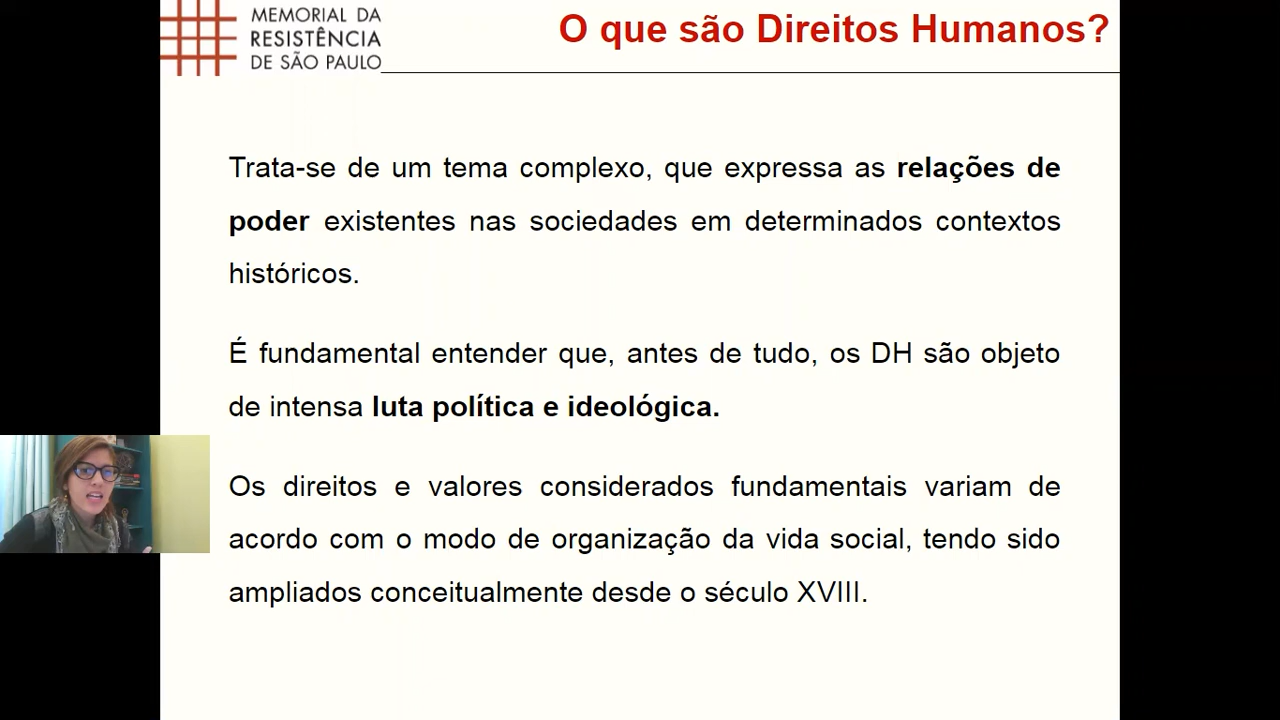 MEMORIAL DA
RESISTÊNCIA
DE SÃO PAULO
O que são Direitos Humanos?
Trata-se de um tema complexo, que expressa as relações de
poder existentes nas sociedades em determinados contextos
históricos.
É fundamental entender que, antes de tudo, os DH são objeto
de intensa luta política e ideológica.
Os direitos e valores considerados fundamentais variam de
acordo com o modo de organização da vida social, tendo sido
ampliados conceitualmente desde o século XVIII.